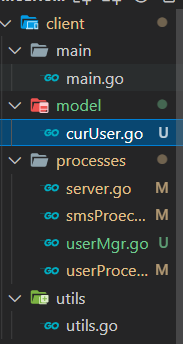 client
main
main.go
model
curUser.go U
processes
server.go M
smsProec... M
userMgr.go U
userProce... M
utils
utils.go